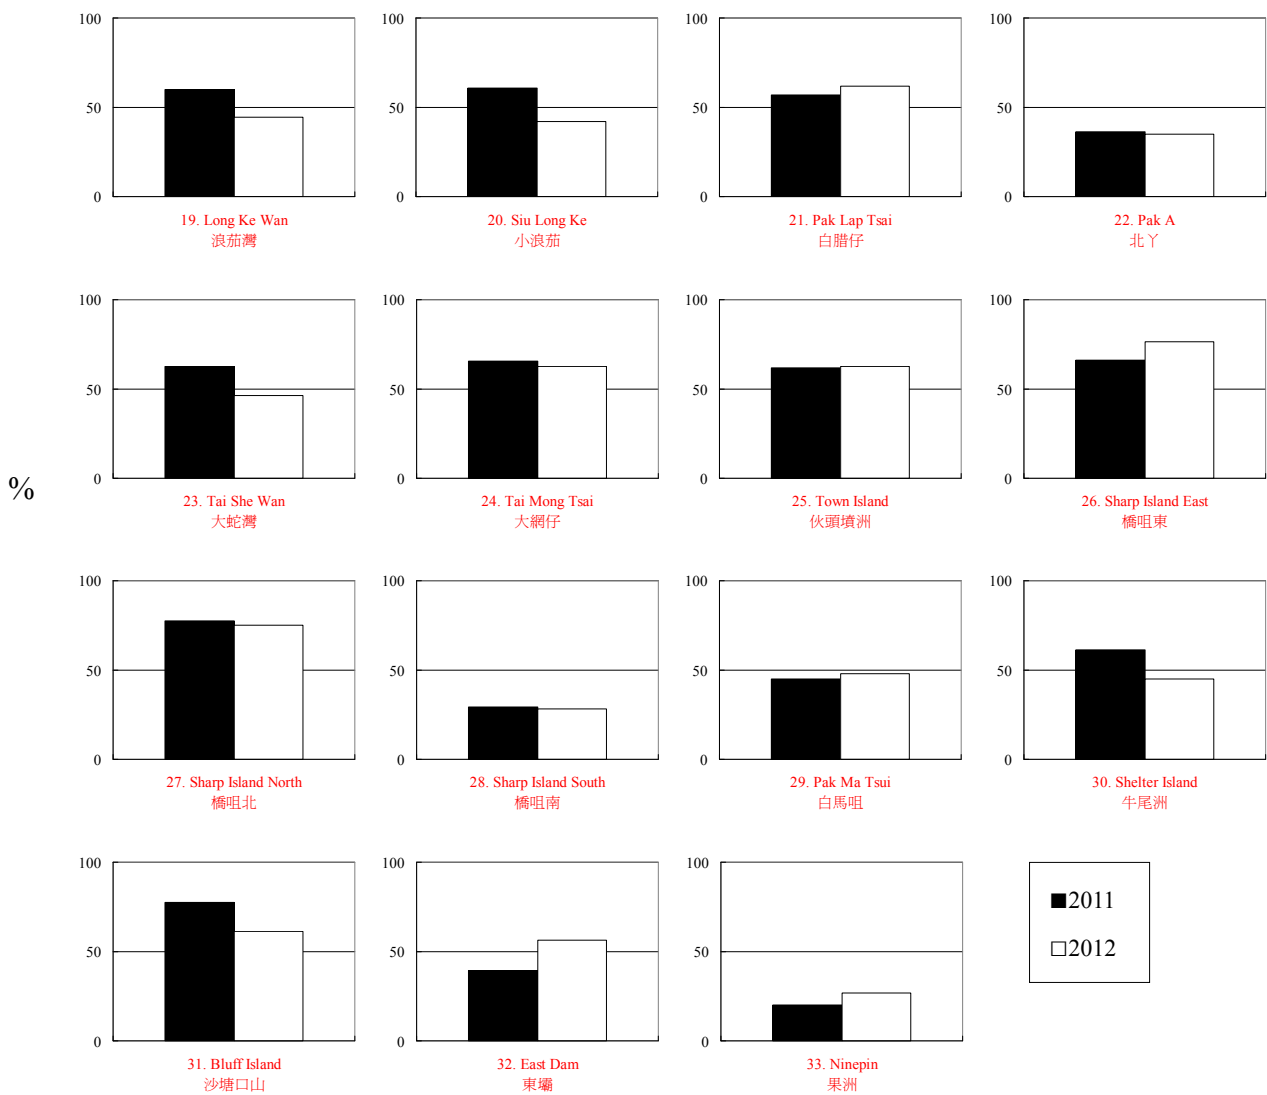 100
50
0
19. Long Ke Wan
浪茄灣
100
50
0
20. Siu Long Ke
小浪茄
100
50
0
21. Pak Lap Tsai
白腊仔
100
50
0
22. Pak A
北丫
%
100
50
0
23. Tai She Wan
大蛇灣
100
50
0
24. Tai Mong Tsai
大網仔
100
50
0
25. Town Island
伙頭墳洲
100
50
0
26. Sharp Island East
橋咀東
100
50
0
27. Sharp Island North
橋咀北
100
50
0
28. Sharp Island South
橋咀南
100
50
0
29. Pak Ma Tsui
白馬咀
100
50
0
30. Shelter Island
牛尾洲
100
50
0
31. Bluff Island
沙塘口山
100
50
0
32. East Dam
東壩
100
50
0
33. Ninepin
果洲
2011
2012